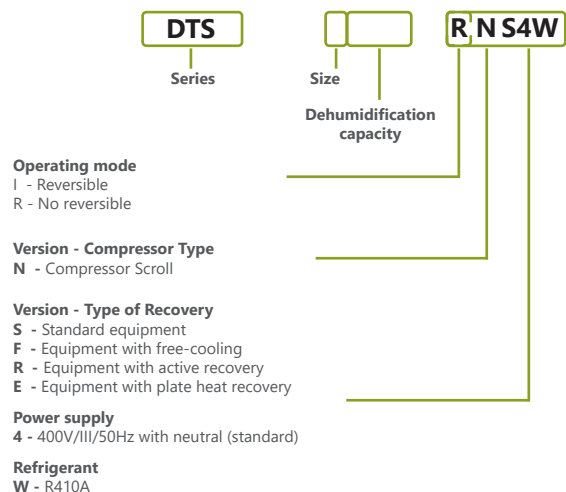 DTS R N S4W
Series Size
Dehumidification
capacity
Operating mode
I - Reversible
R - No reversible
Version - Compressor Type
N - Compressor Scroll
Version - Type of Recovery
S - Standard equipment
F - Equipment with free-cooling
R - Equipment with active recovery
E - Equipment with plate heat recovery
Power supply
4 - 400V/III/50Hz with neutral (standard)
Refrigerant
W - R410A